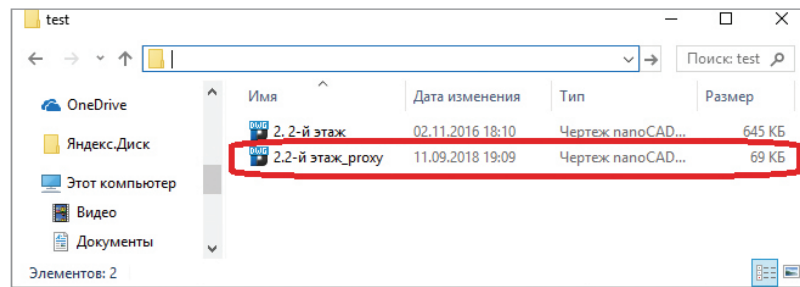 test
Поиск: test
Имя Дата изменения Тип Размер
OneDrive
DWG 2. 2-й этаж 02.11.2016 18:10 Чертеж nanoCAD... 645 КБ
Яндекс.Диск
DWG 2.2-й этаж_proxy 11.09.2018 19:09 Чертеж nanoCAD... 69 КБ
Этот компьютер
Видео
Документы
Элементов: 2